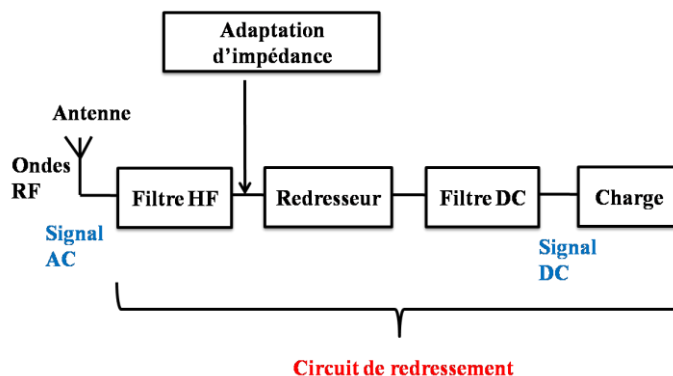 Adaptation
d'impédance
Antenne
Ondes
RF
Filtre HF
Redresseur
Filtre DC
Charge
Signal
AC
Signal
DC
Circuit de redressement